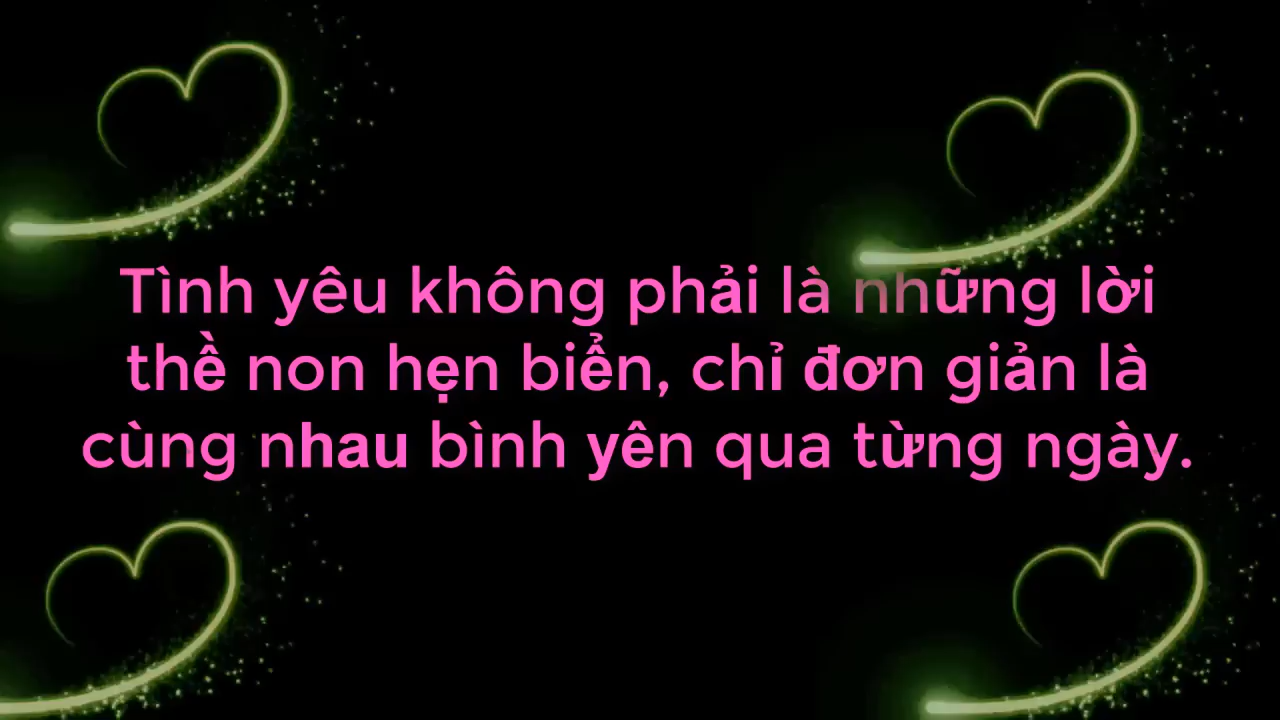 Tình yêu không phải là những lời
thề non hẹn biển, chỉ đơn giản là
cùng nhau bình yên qua từng ngày.